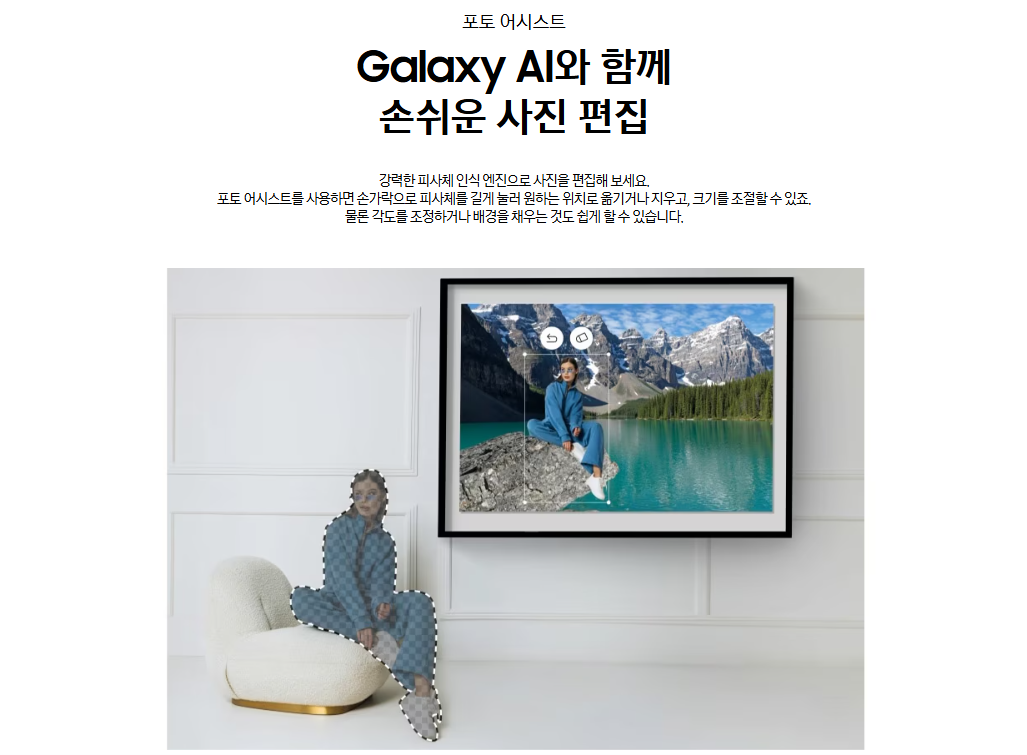 포토 어시스트
Galaxy AI와 함께
손쉬운 사진 편집
강력한 피사체 인식 엔진으로 사진을 편집해 보세요.
포토 어시스트를 사용하면 손가락으로 피사체를 길게 눌러 원하는 위치로 옮기거나 지우고, 크기를 조절할 수 있죠.
물론 각도를 조정하거나 배경을 채우는 것도 쉽게 할 수 있습니다.